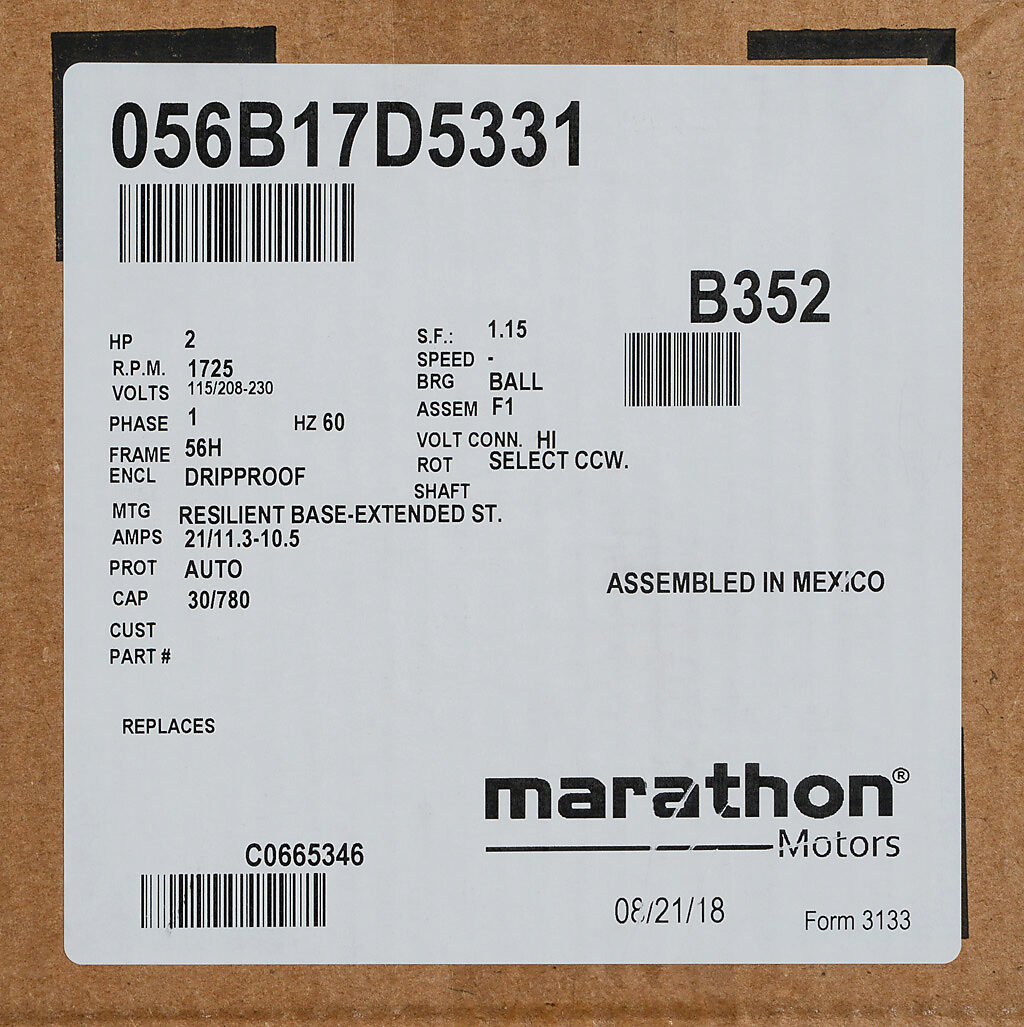 056B17D5331
B352
HP 2
R.P.M. 1725
VOLTS 115/208-230
PHASE 1 HZ 60
FRAME 56H
ENCL DRIPPROOF
MTG RESILIENT BASE-EXTENDED ST.
AMPS 21/11.3-10.5
PROT AUTO
CAP 30/780
CUST
PART #
S.F.: 1.15
SPEED -
BRG BALL
ASSEM F1
VOLT CONN. HI
ROT SELECT CCW.
SHAFT
ASSEMBLED IN MEXICO
REPLACES
marathon®
Motors
C0665346
08/21/18
Form 3133